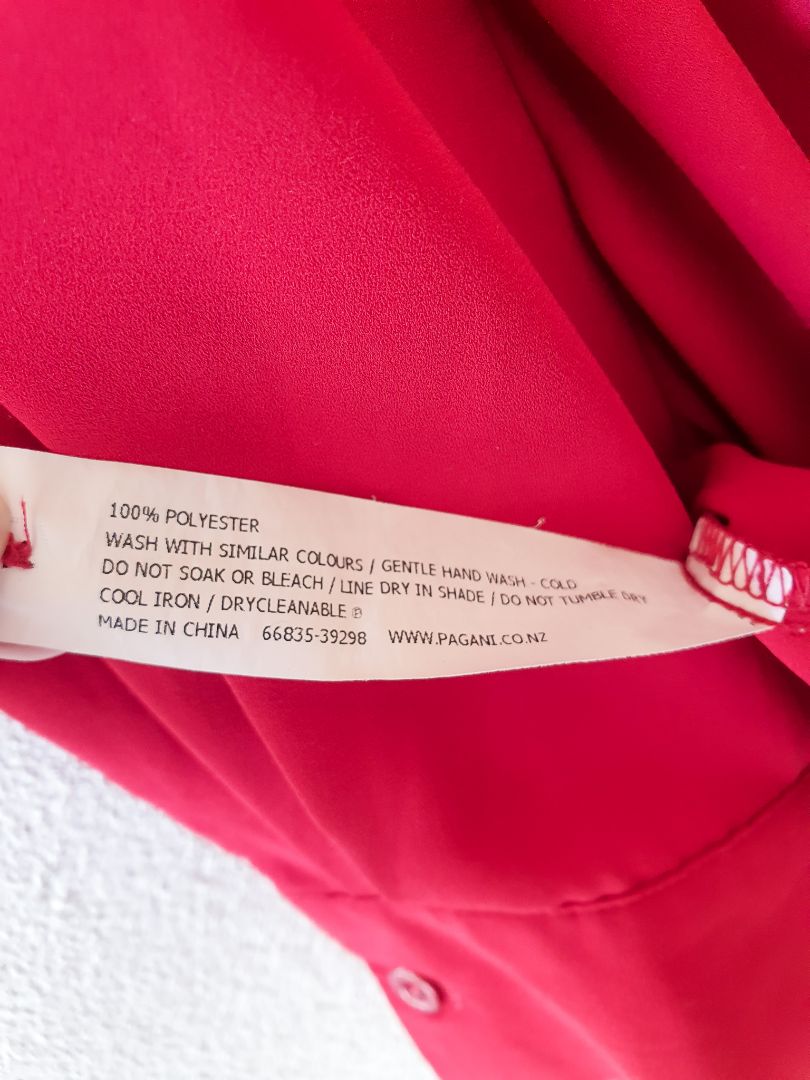 100% POLYESTER
WASH WITH SIMILAR COLOURS / GENTLE HAND WASH - COLD
DO NOT SOAK OR BLEACH / LINE DRY IN SHADE / DO NOT TUMBLE DRY
COOL IRON / DRYCLEANABLE Ⓟ
MADE IN CHINA 66835-39298 WWW.PAGANI.CO.NZ